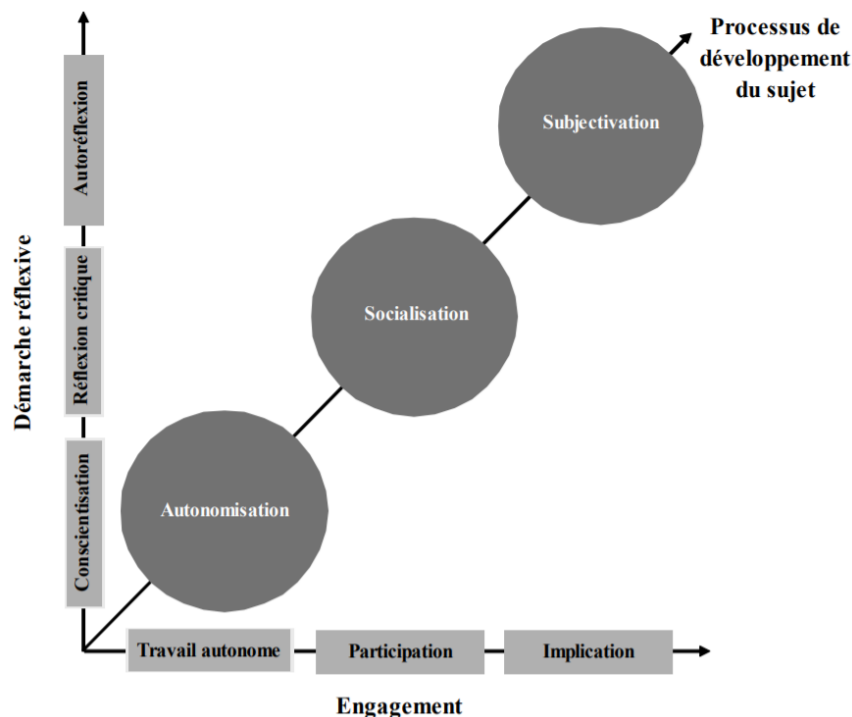 Processus de
développement
du sujet
Subjectivation
Autoréflexion
Démarche réflexive
Réflexion critique
Socialisation
Conscientisation
Autonomisation
Travail autonome
Participation
Implication
Engagement